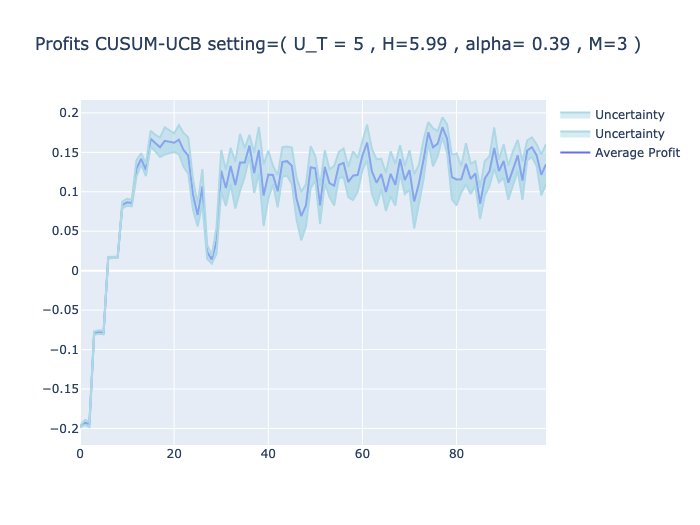 Profits CUSUM-UCB setting=( U_T = 5 , H=5.99 , alpha= 0.39 , M=3 )
Uncertainty
Uncertainty
Average Profit
0.2
0.15
0.1
0.05
0
−0.05
−0.1
−0.15
−0.2
0 20 40 60 80